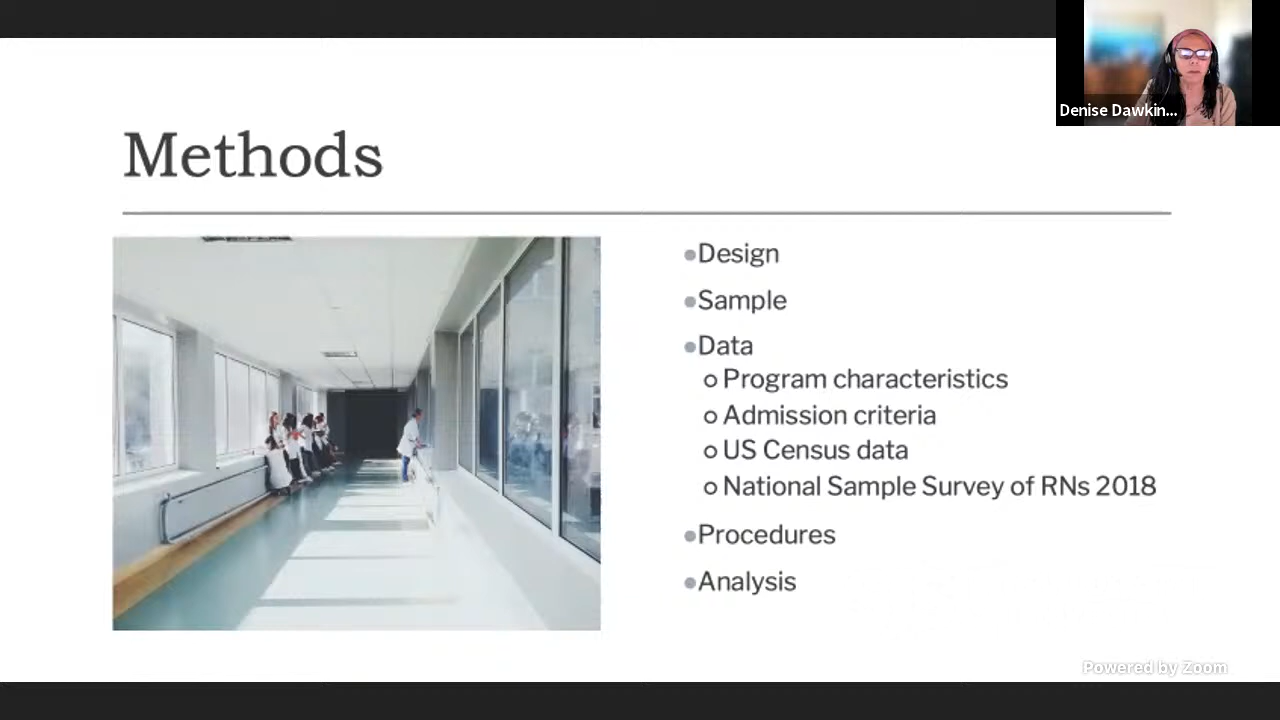 Denise Dawkin...
Methods
Design
Sample
Data
Program characteristics
Admission criteria
US Census data
National Sample Survey of RNs 2018
Procedures
Analysis
Powered by Zoom